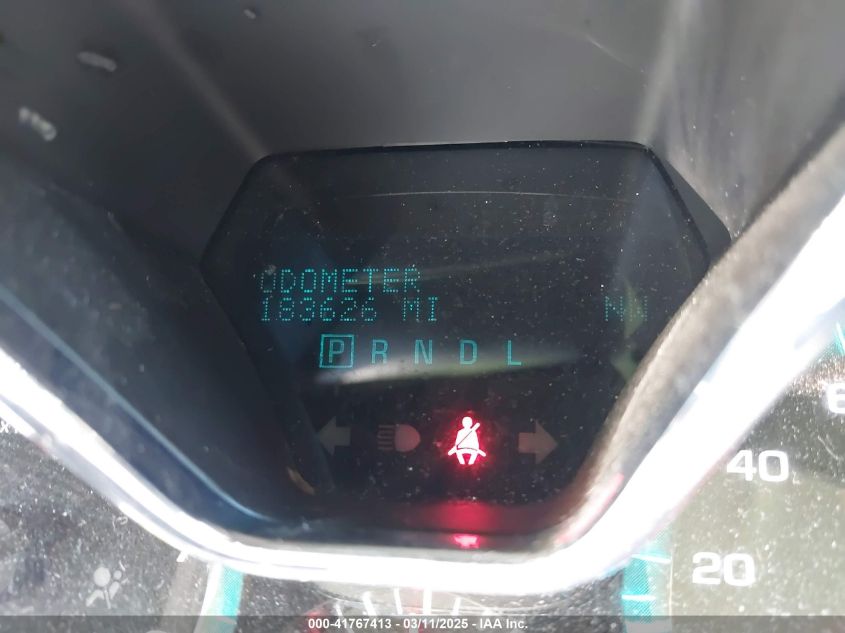 ODOMETER
183626 MI
P R N D L
40
20
000-41767413 - 03/11/2025 - IAA Inc.